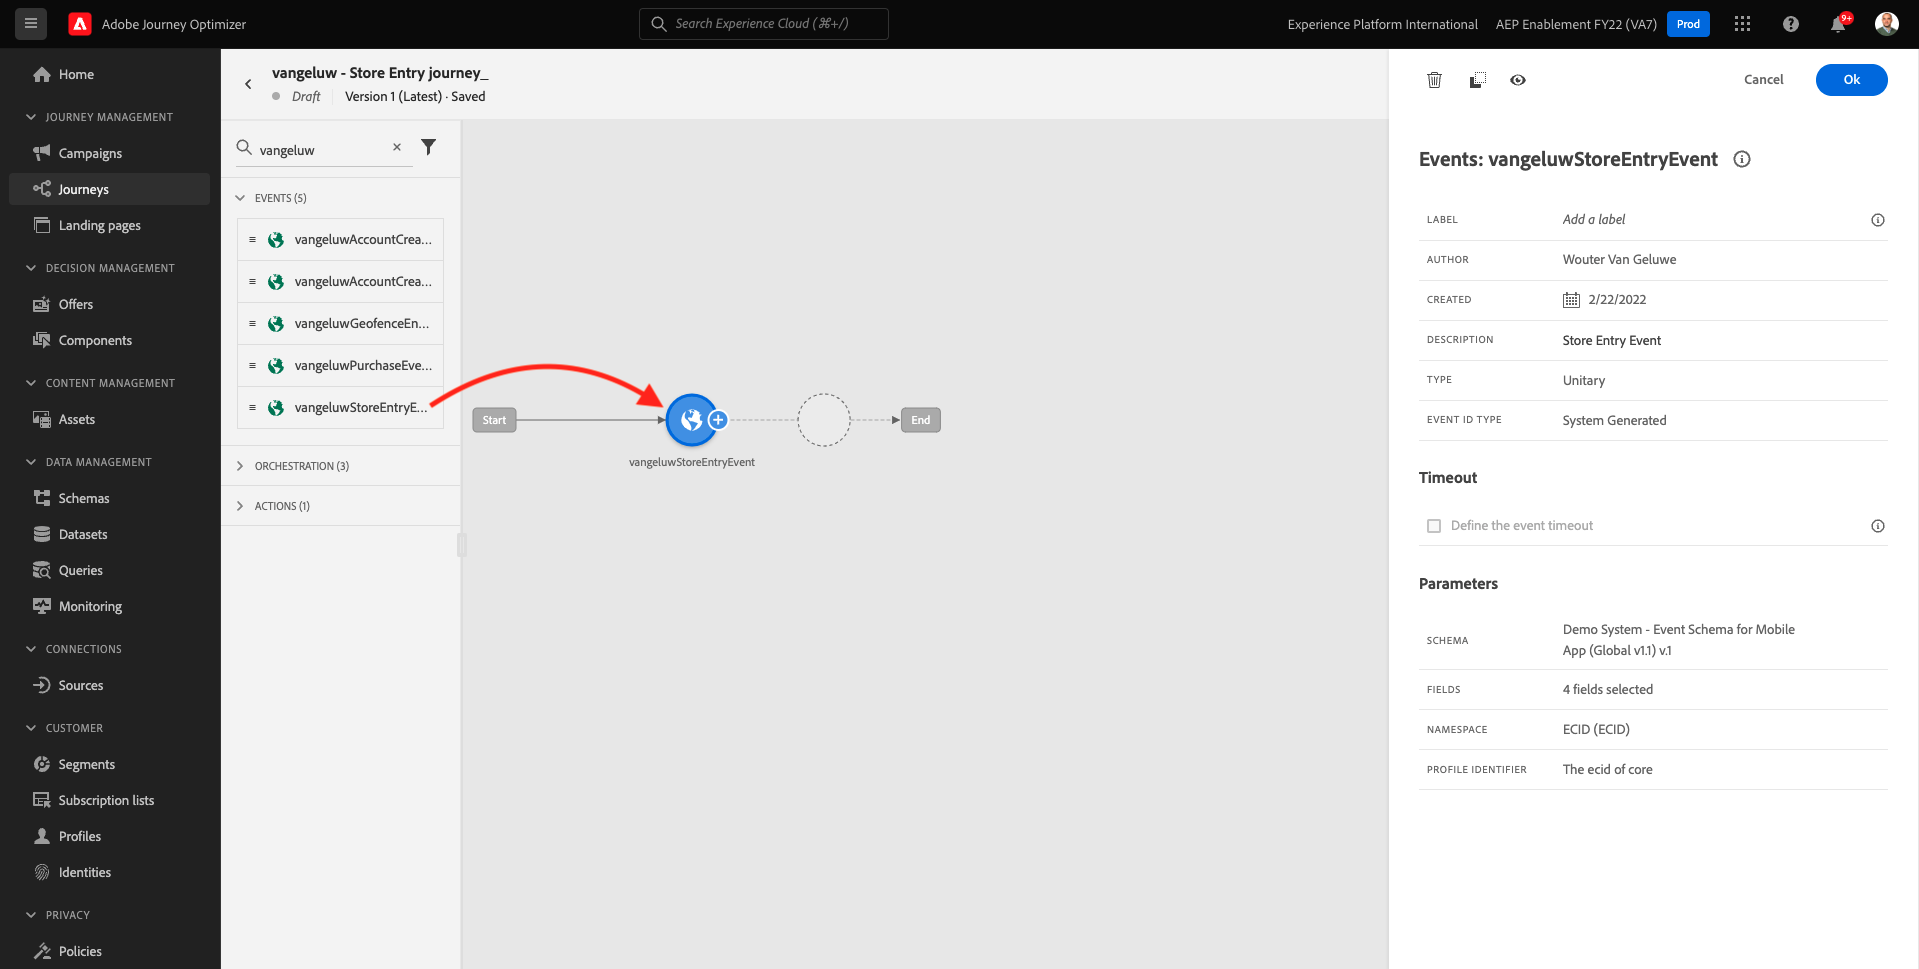 Adobe Journey Optimizer
Search Experience Cloud (⌘+/)
Experience Platform International
AEP Enablement FY22 (VA7)
Prod
9+
Home
JOURNEY MANAGEMENT
Campaigns
Journeys
Landing pages
DECISION MANAGEMENT
Offers
Components
CONTENT MANAGEMENT
Assets
DATA MANAGEMENT
Schemas
Datasets
Queries
Monitoring
CONNECTIONS
Sources
CUSTOMER
Segments
Subscription lists
Profiles
Identities
PRIVACY
Policies
vangeluw - Store Entry journey_
Draft
Version 1 (Latest) · Saved
vangeluw
EVENTS (5)
vangeluwAccountCrea...
vangeluwAccountCrea...
vangeluwGeofenceEn...
vangeluwPurchaseEve...
vangeluwStoreEntryE...
ORCHESTRATION (3)
ACTIONS (1)
Start
vangeluwStoreEntryEvent
End
Cancel
Ok
Events: vangeluwStoreEntryEvent
LABEL Add a label
AUTHOR Wouter Van Geluwe
CREATED 2/22/2022
DESCRIPTION Store Entry Event
TYPE Unitary
EVENT ID TYPE System Generated
Timeout
Define the event timeout
Parameters
SCHEMA Demo System - Event Schema for Mobile
App (Global v1.1) v.1
FIELDS 4 fields selected
NAMESPACE ECID (ECID)
PROFILE IDENTIFIER The ecid of core